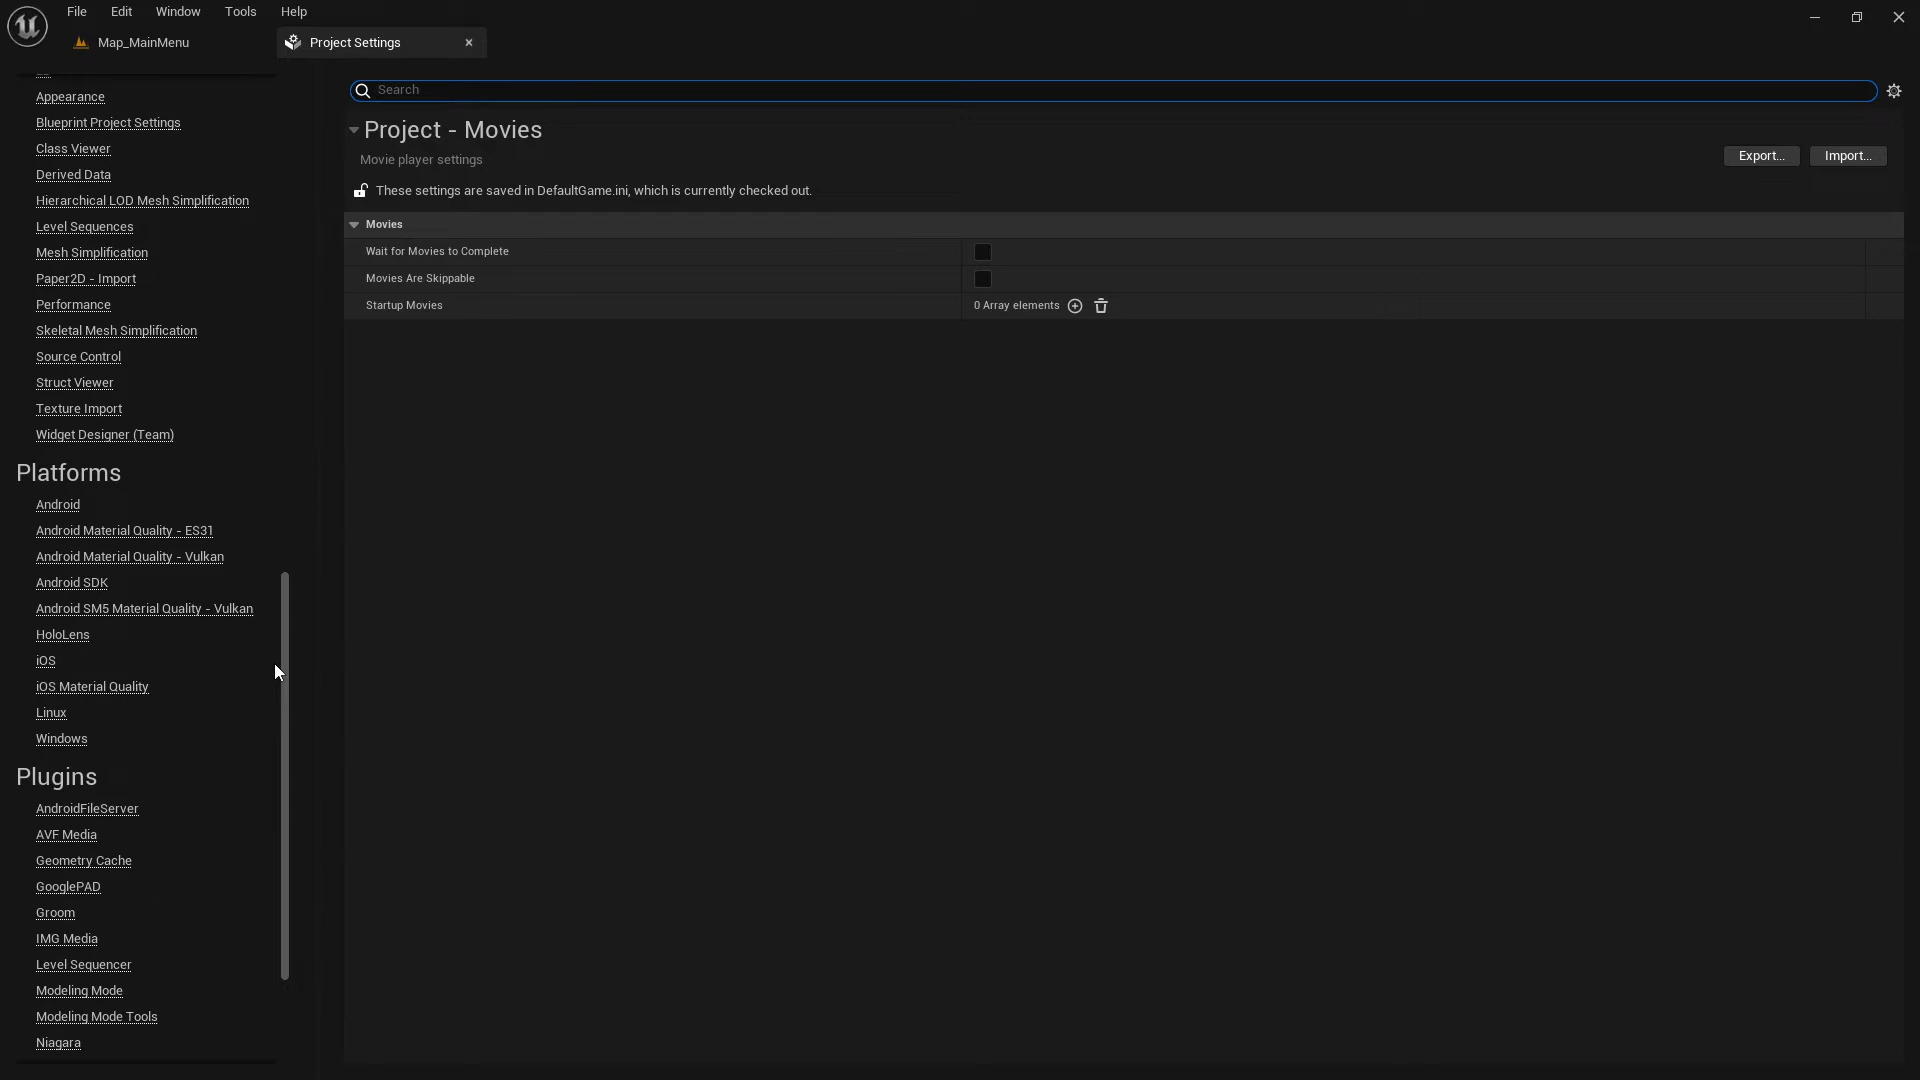 File Edit Window Tools Help
Map_MainMenu
Project Settings
Appearance
Blueprint Project Settings
Class Viewer
Derived Data
Hierarchical LOD Mesh Simplification
Level Sequences
Mesh Simplification
Paper2D - Import
Performance
Skeletal Mesh Simplification
Source Control
Struct Viewer
Texture Import
Widget Designer (Team)
Platforms
Android
Android Material Quality - ES31
Android Material Quality - Vulkan
Android SDK
Android SM5 Material Quality - Vulkan
HoloLens
iOS
iOS Material Quality
Linux
Windows
Plugins
AndroidFileServer
AVF Media
Geometry Cache
GooglePAD
Groom
IMG Media
Level Sequencer
Modeling Mode
Modeling Mode Tools
Niagara
Search
Project - Movies
Movie player settings
Export... Import...
These settings are saved in DefaultGame.ini, which is currently checked out.
Movies
Wait for Movies to Complete
Movies Are Skippable
Startup Movies 0 Array elements